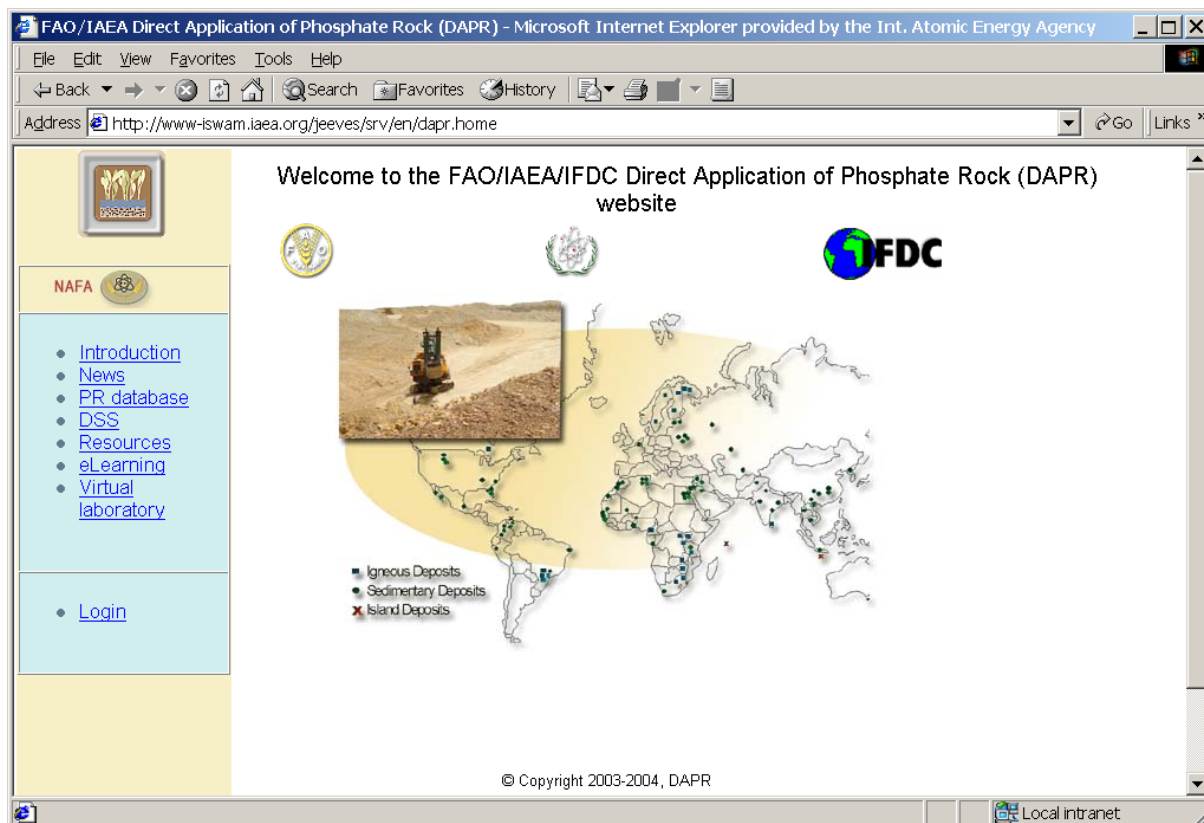 FAO/IAEA Direct Application of Phosphate Rock (DAPR) - Microsoft Internet Explorer provided by the Int. Atomic Energy Agency
File Edit View Favorites Tools Help
Back Search Favorites History
Address http://www-iswam.iaea.org/jeeves/srv/en/dapr.home Go Links »
Welcome to the FAO/IAEA/IFDC Direct Application of Phosphate Rock (DAPR)
website
IFDC
NAFA
Introduction
News
PR database
DSS
Resources
eLearning
Virtual
laboratory
Igneous Deposits
Sedimentary Deposits
Island Deposits
Login
© Copyright 2003-2004, DAPR
Local intranet